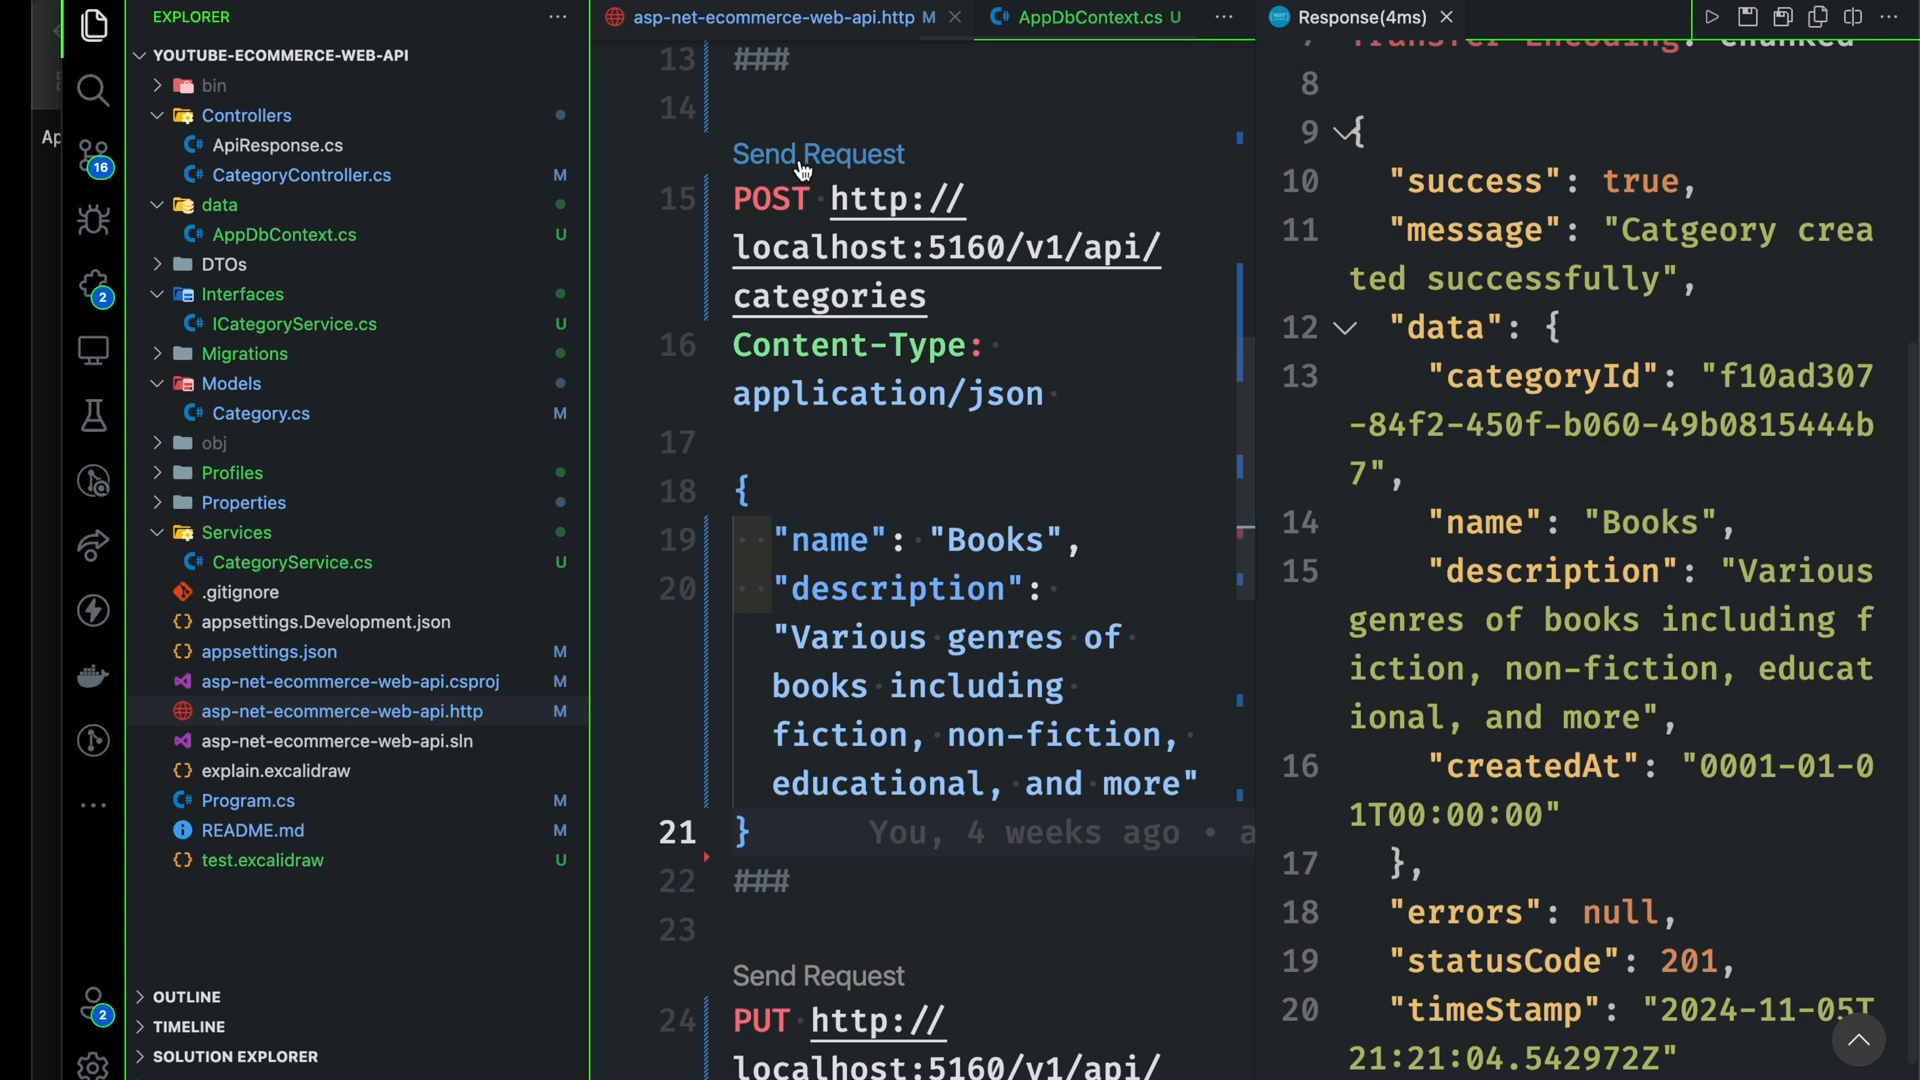 EXPLORER
YOUTUBE-ECOMMERCE-WEB-API
bin
Controllers
ApiResponse.cs
CategoryController.cs M
data
AppDbContext.cs U
DTOs
Interfaces
ICategoryService.cs U
Migrations
Models
Category.cs M
obj
Profiles
Properties
Services
CategoryService.cs U
.gitignore
appsettings.Development.json
appsettings.json M
asp-net-ecommerce-web-api.csproj M
asp-net-ecommerce-web-api.http M
asp-net-ecommerce-web-api.sln
explain.excalidraw
Program.cs M
README.md M
test.excalidraw U
OUTLINE
TIMELINE
SOLUTION EXPLORER
Ap
16
2
2
asp-net-ecommerce-web-api.http M
AppDbContext.cs U
13 ###
14
Send Request
15 POST http://
localhost:5160/v1/api/
categories
16 Content-Type:
application/json
17
18 {
19 "name": "Books",
20 "description":
"Various genres of
books including
fiction, non-fiction,
educational, and more"
21 } You, 4 weeks ago • a
22 ###
23
Send Request
24 PUT http://
localhost:5160/v1/api/
Response(4ms)
7 Transfer-Encoding: chunked
8
9 {
10 "success": true,
11 "message": "Catgeory crea
ted successfully",
12 "data": {
13 "categoryId": "f10ad307
-84f2-450f-b060-49b0815444b
7",
14 "name": "Books",
15 "description": "Various
genres of books including f
iction, non-fiction, educat
ional, and more",
16 "createdAt": "0001-01-0
1T00:00:00"
17 },
18 "errors": null,
19 "statusCode": 201,
20 "timeStamp": "2024-11-05T
21:21:04.542972Z"